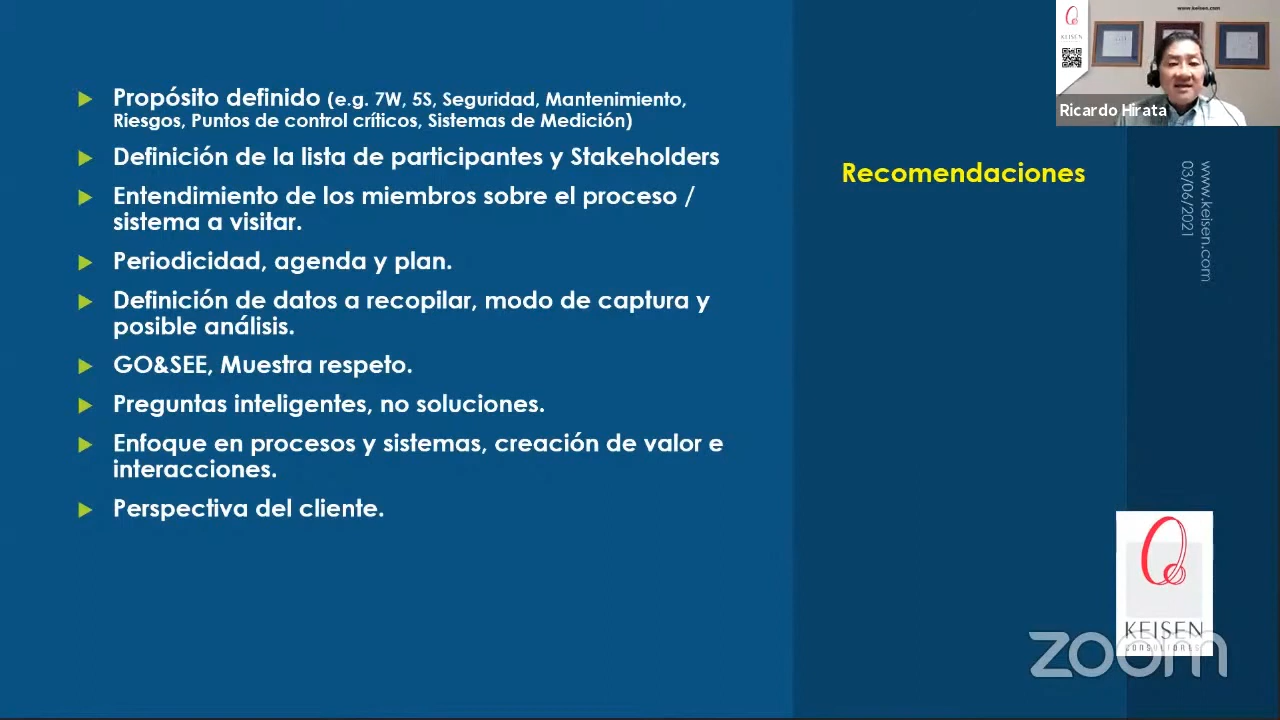 Propósito definido (e.g. 7W, 5S, Seguridad, Mantenimiento,
Riesgos, Puntos de control críticos, Sistemas de Medición)
Definición de la lista de participantes y Stakeholders
Entendimiento de los miembros sobre el proceso /
sistema a visitar.
Periodicidad, agenda y plan.
Definición de datos a recopilar, modo de captura y
posible análisis.
GO&SEE, Muestra respeto.
Preguntas inteligentes, no soluciones.
Enfoque en procesos y sistemas, creación de valor e
interacciones.
Perspectiva del cliente.
Recomendaciones
www.keisen.com
KEISEN
Ricardo Hirata
www.keisen.com
03/06/2021
KEISEN
CONSULTORES
zoom